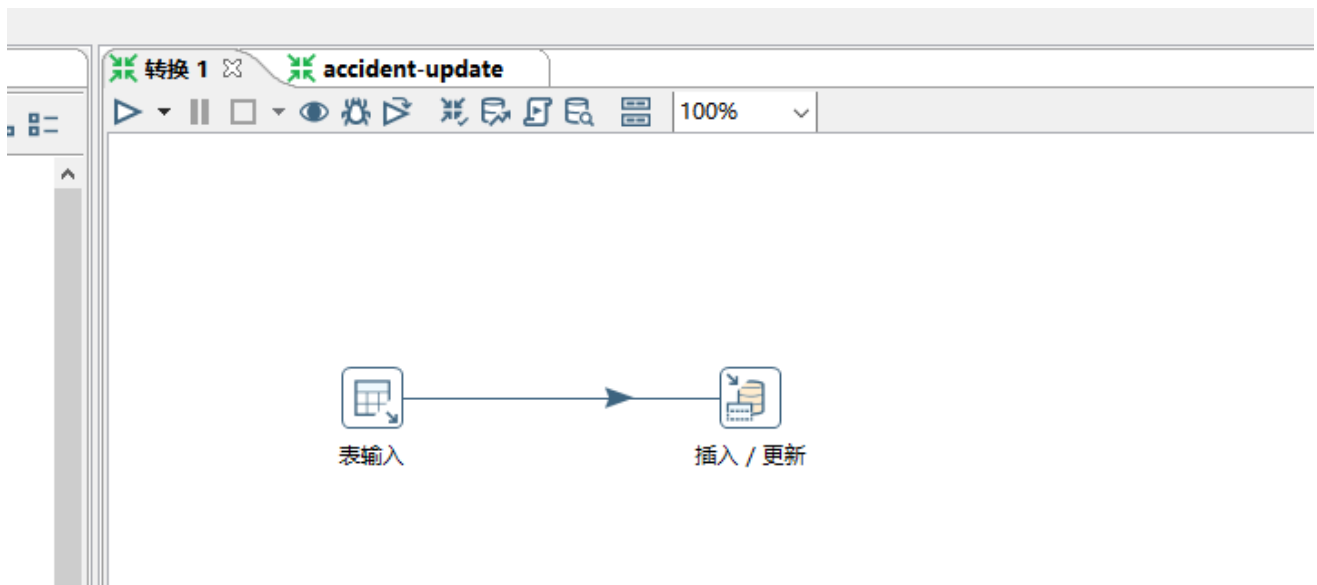 转换 1
accident-update
100%
表输入
插入 / 更新